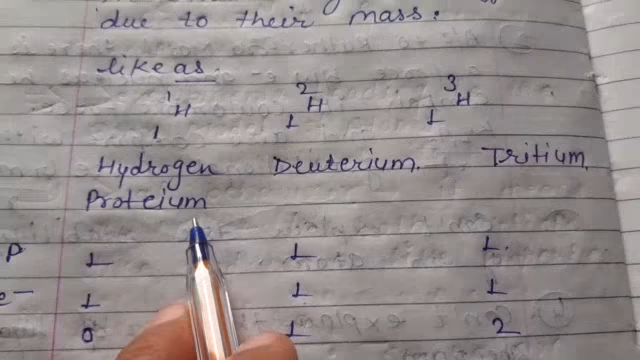 due to their mass.
like as.
1 H 1 2 H 1 3 H 1
Hydrogen Deuterium. Tritium.
Proteium
P 1 1 1.
e- 1 1 1
0 1 2